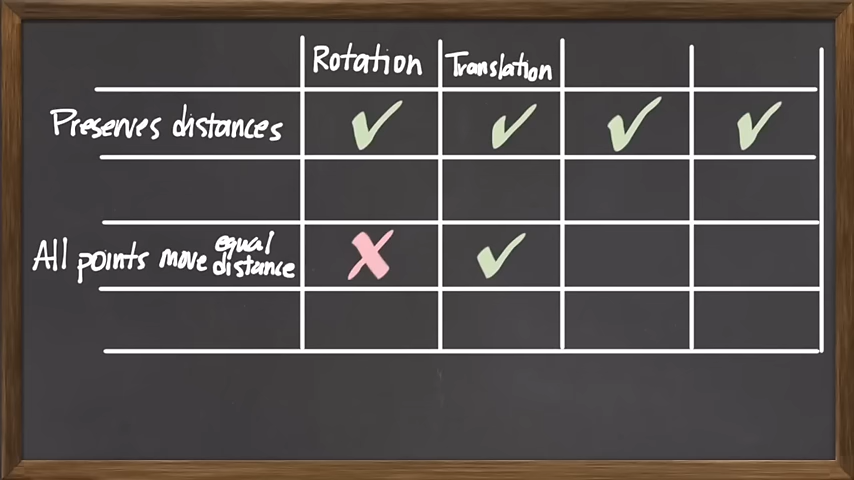 Rotation Translation
Preserves distances ✓ ✓ ✓ ✓
All points move equal distance ✗ ✓